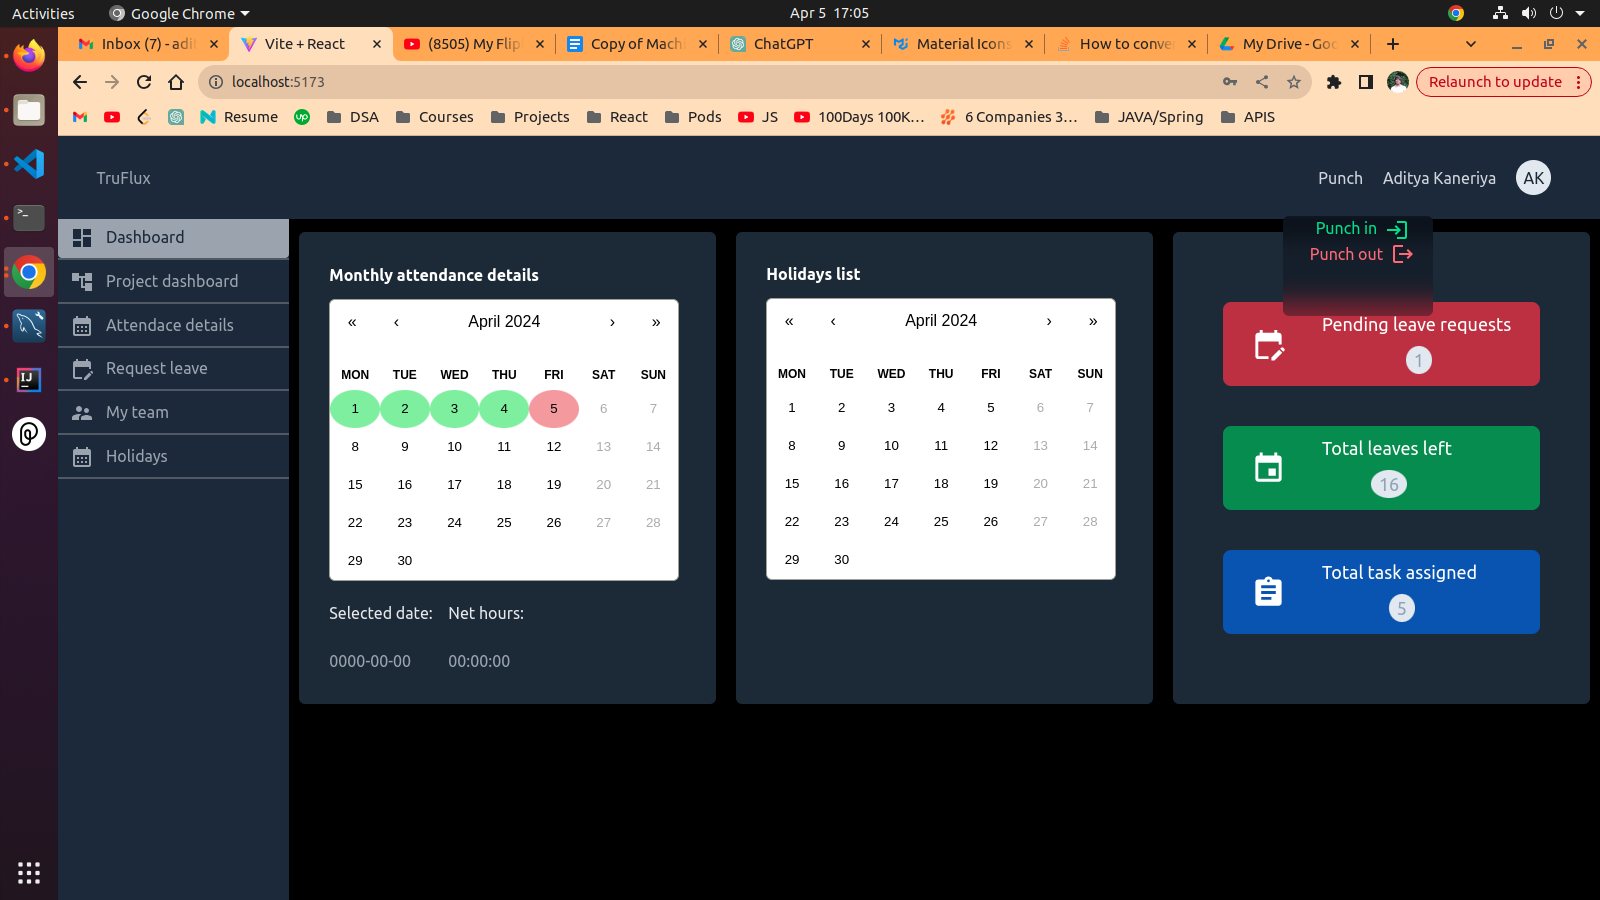 Activities
Google Chrome
Apr 5 17:05
Inbox (7) - adi
Vite + React
(8505) My Flip
Copy of Mach
ChatGPT
Material Icons
How to conve
My Drive - Goo
localhost:5173
Relaunch to update
Resume
DSA
Courses
Projects
React
Pods
JS
100Days 100K...
6 Companies 3...
JAVA/Spring
APIS
TruFlux
Punch
Aditya Kaneriya
AK
Punch in
Punch out
Dashboard
Project dashboard
Attendace details
Request leave
My team
Holidays
Monthly attendance details
« ‹ April 2024 › »
MON TUE WED THU FRI SAT SUN
1 2 3 4 5 6 7
8 9 10 11 12 13 14
15 16 17 18 19 20 21
22 23 24 25 26 27 28
29 30
Selected date: Net hours:
0000-00-00 00:00:00
Holidays list
« ‹ April 2024 › »
MON TUE WED THU FRI SAT SUN
1 2 3 4 5 6 7
8 9 10 11 12 13 14
15 16 17 18 19 20 21
22 23 24 25 26 27 28
29 30
Pending leave requests
1
Total leaves left
16
Total task assigned
5